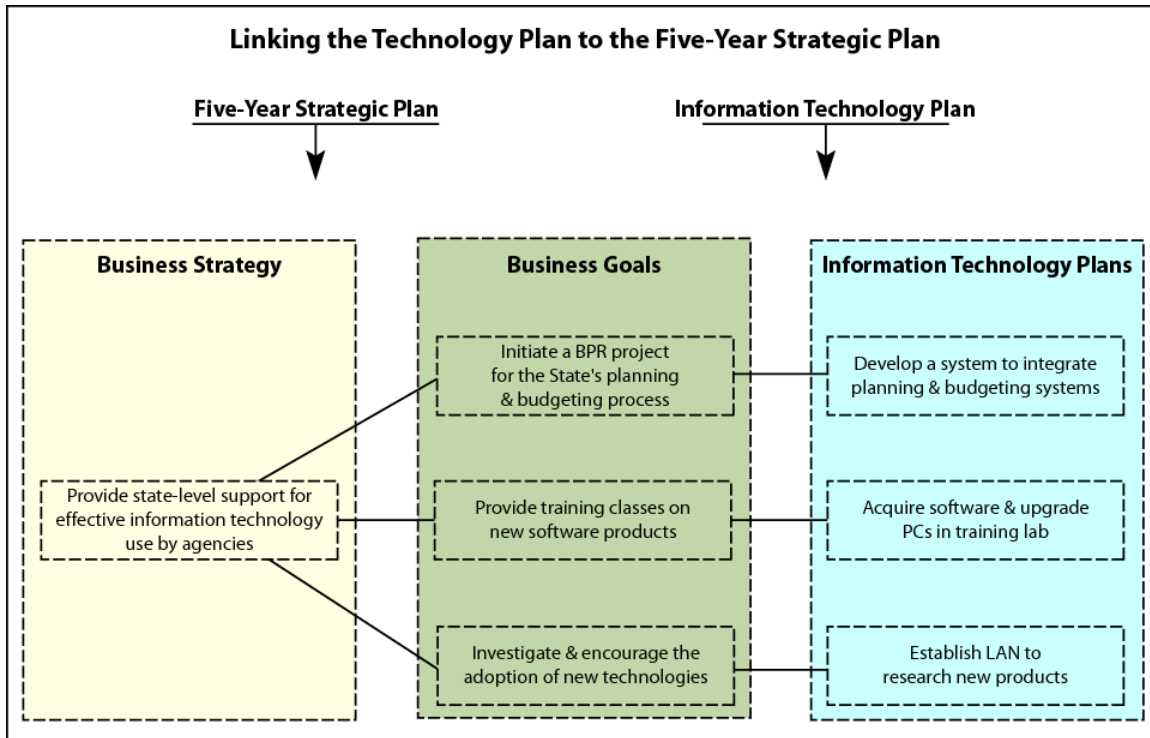 Linking the Technology Plan to the Five-Year Strategic Plan
Five-Year Strategic Plan
Information Technology Plan
Business Strategy
Provide state-level support for
effective information technology
use by agencies
Business Goals
Initiate a BPR project
for the State's planning
& budgeting process
Provide training classes on
new software products
Investigate & encourage the
adoption of new technologies
Information Technology Plans
Develop a system to integrate
planning & budgeting systems
Acquire software & upgrade
PCs in training lab
Establish LAN to
research new products